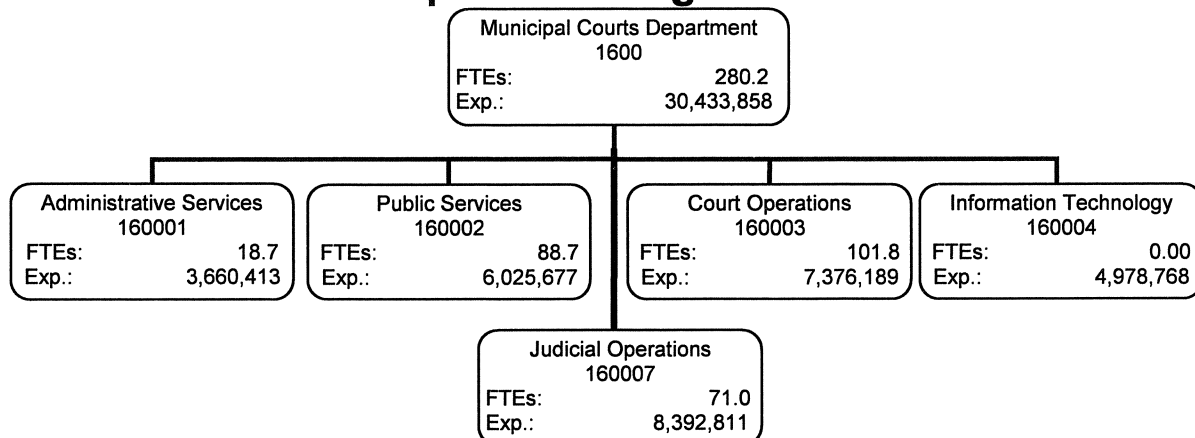 Municipal Courts Department
1600
FTEs: 280.2
Exp.: 30,433,858
Administrative Services
160001
FTEs: 18.7
Exp.: 3,660,413
Public Services
160002
FTEs: 88.7
Exp.: 6,025,677
Court Operations
160003
FTEs: 101.8
Exp.: 7,376,189
Information Technology
160004
FTEs: 0.00
Exp.: 4,978,768
Judicial Operations
160007
FTEs: 71.0
Exp.: 8,392,811